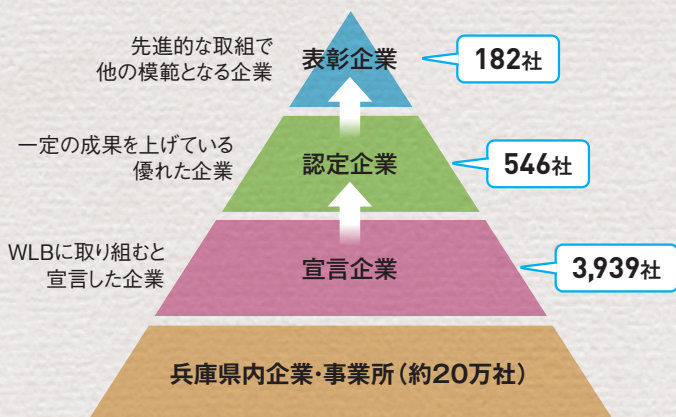 先進的な取組で
他の模範となる企業
表彰企業
182社
一定の成果を上げている
優れた企業
認定企業
546社
WLBに取り組むと
宣言した企業
宣言企業
3,939社
兵庫県内企業・事業所（約20万社）